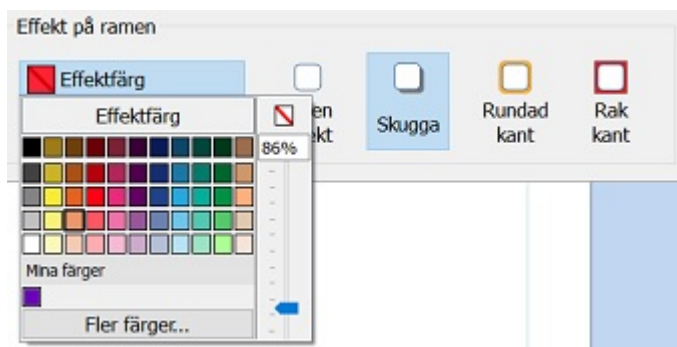 Effekt på ramen
Effektfärg
Effektfärg
86%
Skugga
Rundad
kant
Rak
kant
Mina färger
Fler färger...